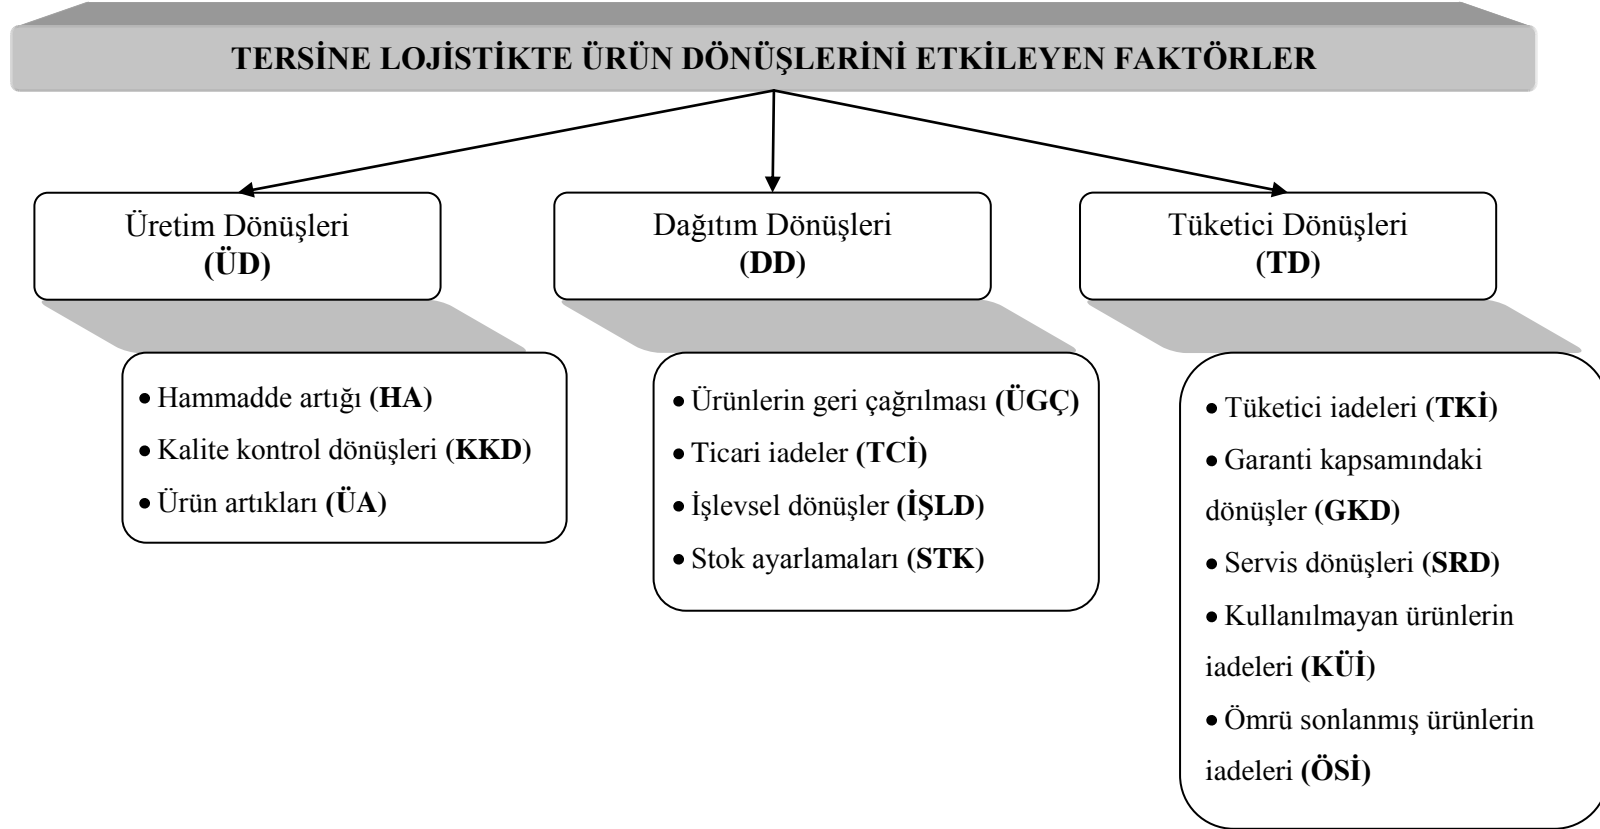 TERSİNE LOJİSTİKTE ÜRÜN DÖNÜŞLERİNİ ETKİLEYEN FAKTÖRLER
Üretim Dönüşleri
(ÜD)
• Hammadde artığı (HA)
• Kalite kontrol dönüşleri (KKD)
• Ürün artıkları (ÜA)
Dağıtım Dönüşleri
(DD)
• Ürünlerin geri çağrılması (ÜGÇ)
• Ticari iadeler (TCİ)
• İşlevsel dönüşler (İŞLD)
• Stok ayarlamaları (STK)
Tüketici Dönüşleri
(TD)
• Tüketici iadeleri (TKİ)
• Garanti kapsamındaki
dönüşler (GKD)
• Servis dönüşleri (SRD)
• Kullanılmayan ürünlerin
iadeleri (KÜİ)
• Ömrü sonlanmış ürünlerin
iadeleri (ÖSİ)